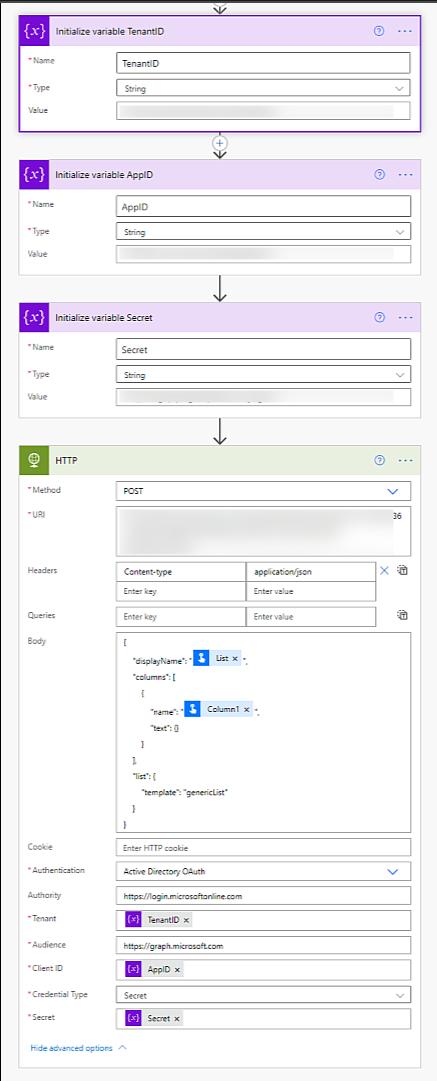 {x} Initialize variable TenantID
* Name TenantID
* Type String
Value
{x} Initialize variable AppID
* Name AppID
* Type String
Value
{x} Initialize variable Secret
* Name Secret
* Type String
Value
HTTP
* Method POST
* URI 36
Headers Content-type application/json
Enter key Enter value
Queries Enter key Enter value
Body
{
"displayName": " List × ",
"columns": [
{
"name": " Column1 × ",
"text": {}
}
],
"list": {
"template": "genericList"
}
}
Cookie Enter HTTP cookie
* Authentication Active Directory OAuth
Authority https://login.microsoftonline.com
* Tenant {x} TenantID ×
* Audience https://graph.microsoft.com
* Client ID {x} AppID ×
* Credential Type Secret
* Secret {x} Secret ×
Hide advanced options